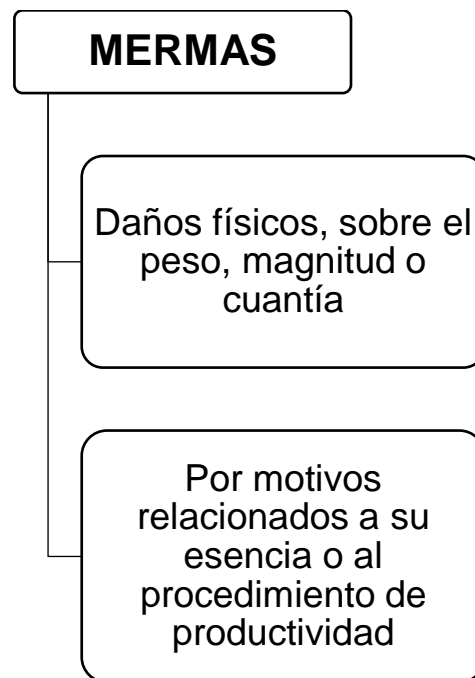 MERMAS
Daños físicos, sobre el
peso, magnitud o
cuantía
Por motivos
relacionados a su
esencia o al
procedimiento de
productividad